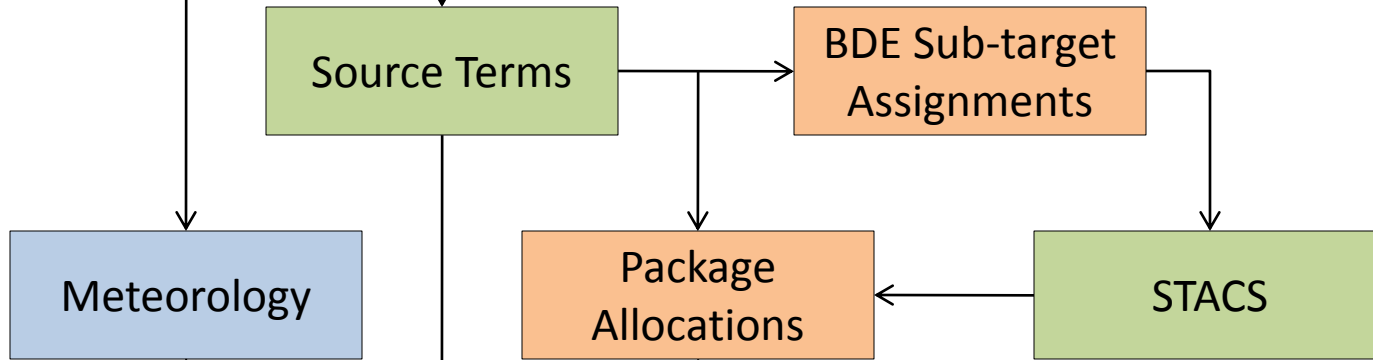 Source Terms
BDE Sub-target
Assignments
Meteorology
Package
Allocations
STACS